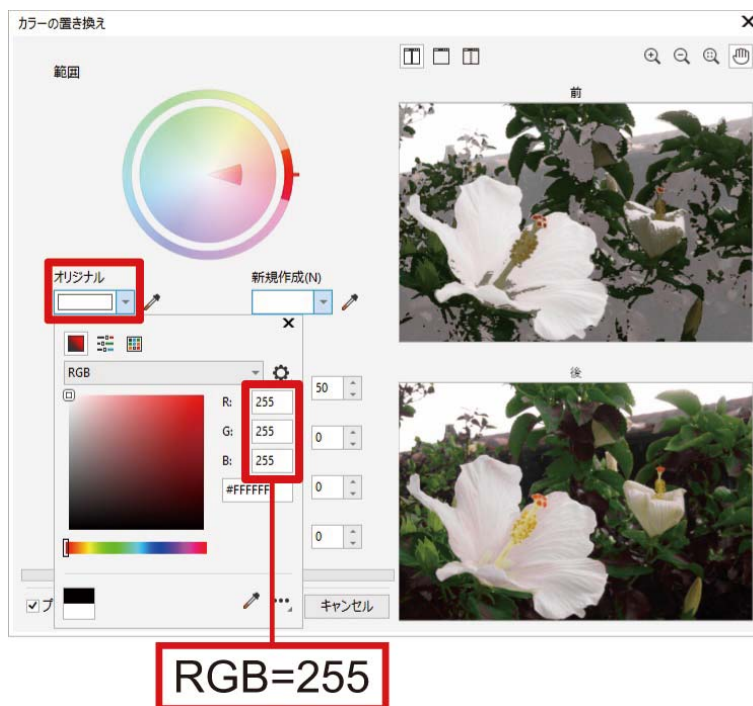 カラーの置き換え
範囲
前
オリジナル
新規作成(N)
RGB
R: 255
G: 255
B: 255
#FFFFFF
50
0
0
0
後
プ
キャンセル
RGB=255